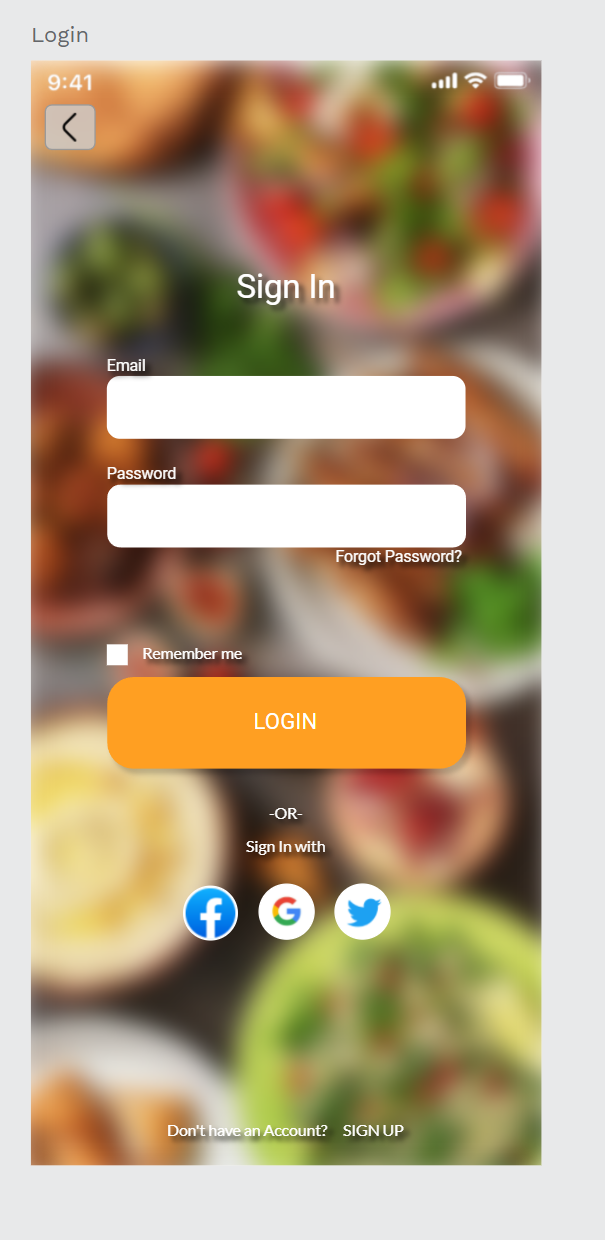 Login
9:41
Sign In
Email
Password
Forgot Password?
Remember me
LOGIN
-OR-
Sign In with
Don't have an Account? SIGN UP